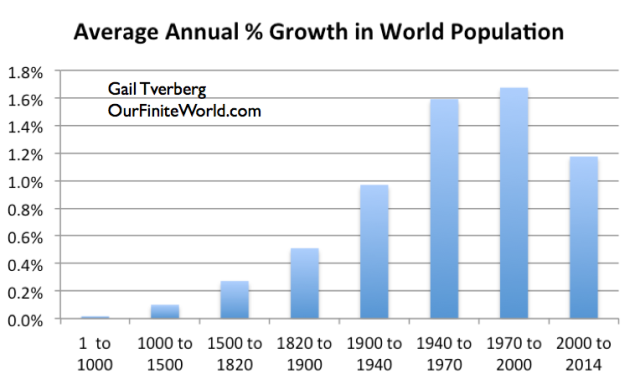 Average Annual % Growth in World Population
Gail Tverberg
OurFiniteWorld.com
1.8%
1.6%
1.4%
1.2%
1.0%
0.8%
0.6%
0.4%
0.2%
0.0%
1 to 1000
1000 to 1500
1500 to 1820
1820 to 1900
1900 to 1940
1940 to 1970
1970 to 2000
2000 to 2014